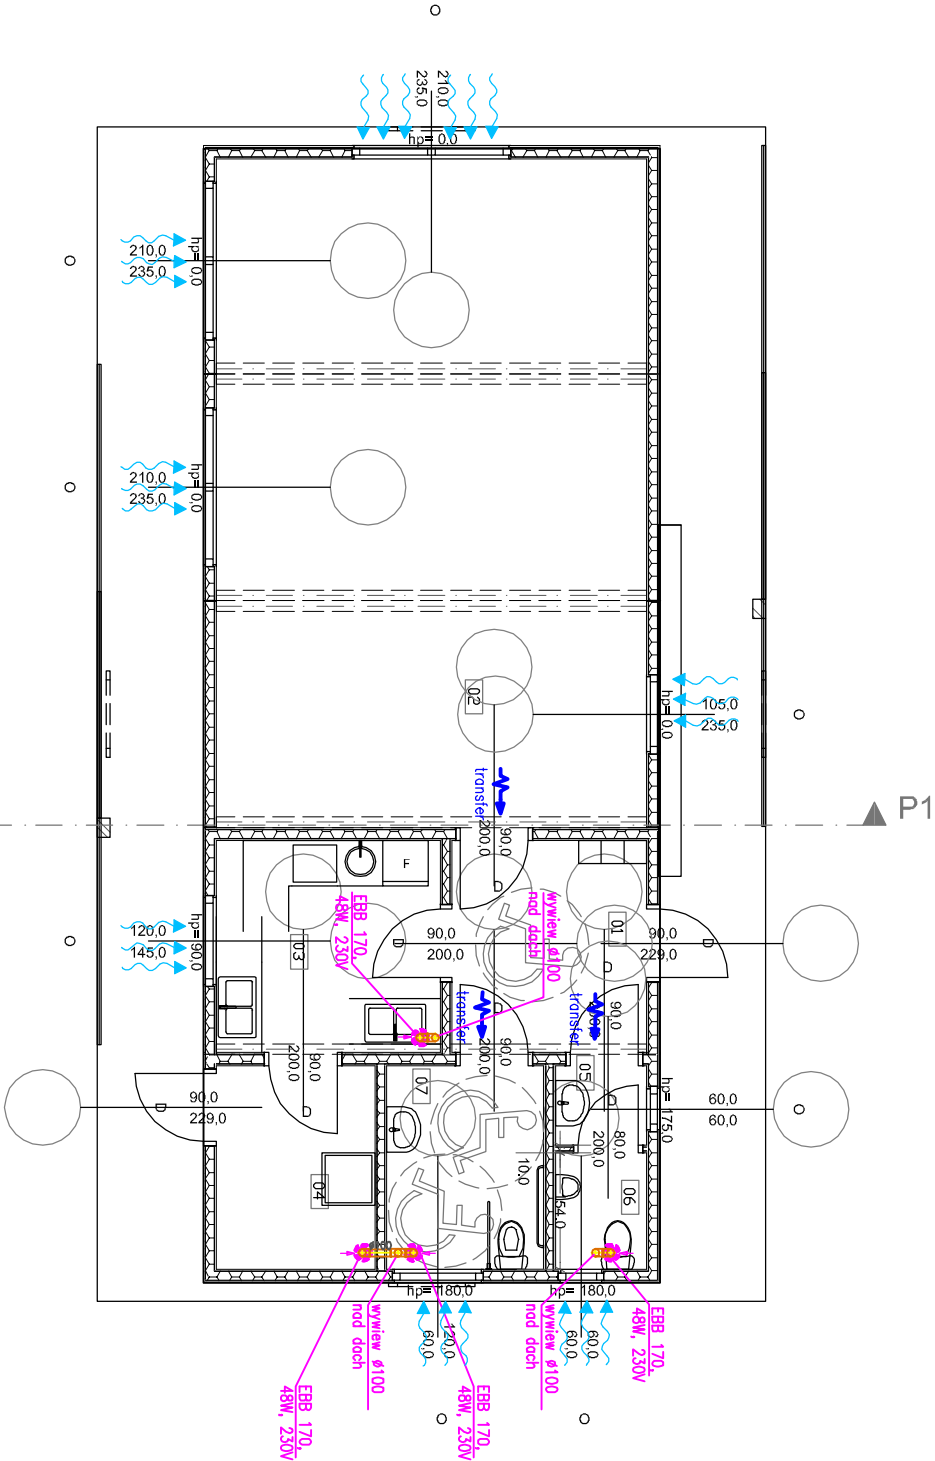 210,0
235,0
hp= 0,0
210,0
235,0
hp= 0,0
210,0
235,0
hp= 0,0
02
105,0
235,0
hp= 0,0
transfer
90,0
200,0
P1
F
EBB 170,
48W, 230V
wywiew ø100
nad dach
01
90,0
200,0
90,0
229,0
120,0
145,0
hp= 90,0
03
transfer
90,0
200,0
transfer
90,0
90,0
200,0
07
05
hp= 175,0
60,0
60,0
90,0
229,0
80,0
200,0
10,0
04
06
54,0
hp= 180,0
hp= 180,0
120,0
60,0
60,0
60,0
wywiew ø100
nad dach
wywiew ø100
nad dach
EBB 170,
48W, 230V
EBB 170,
48W, 230V
EBB 170,
48W, 230V